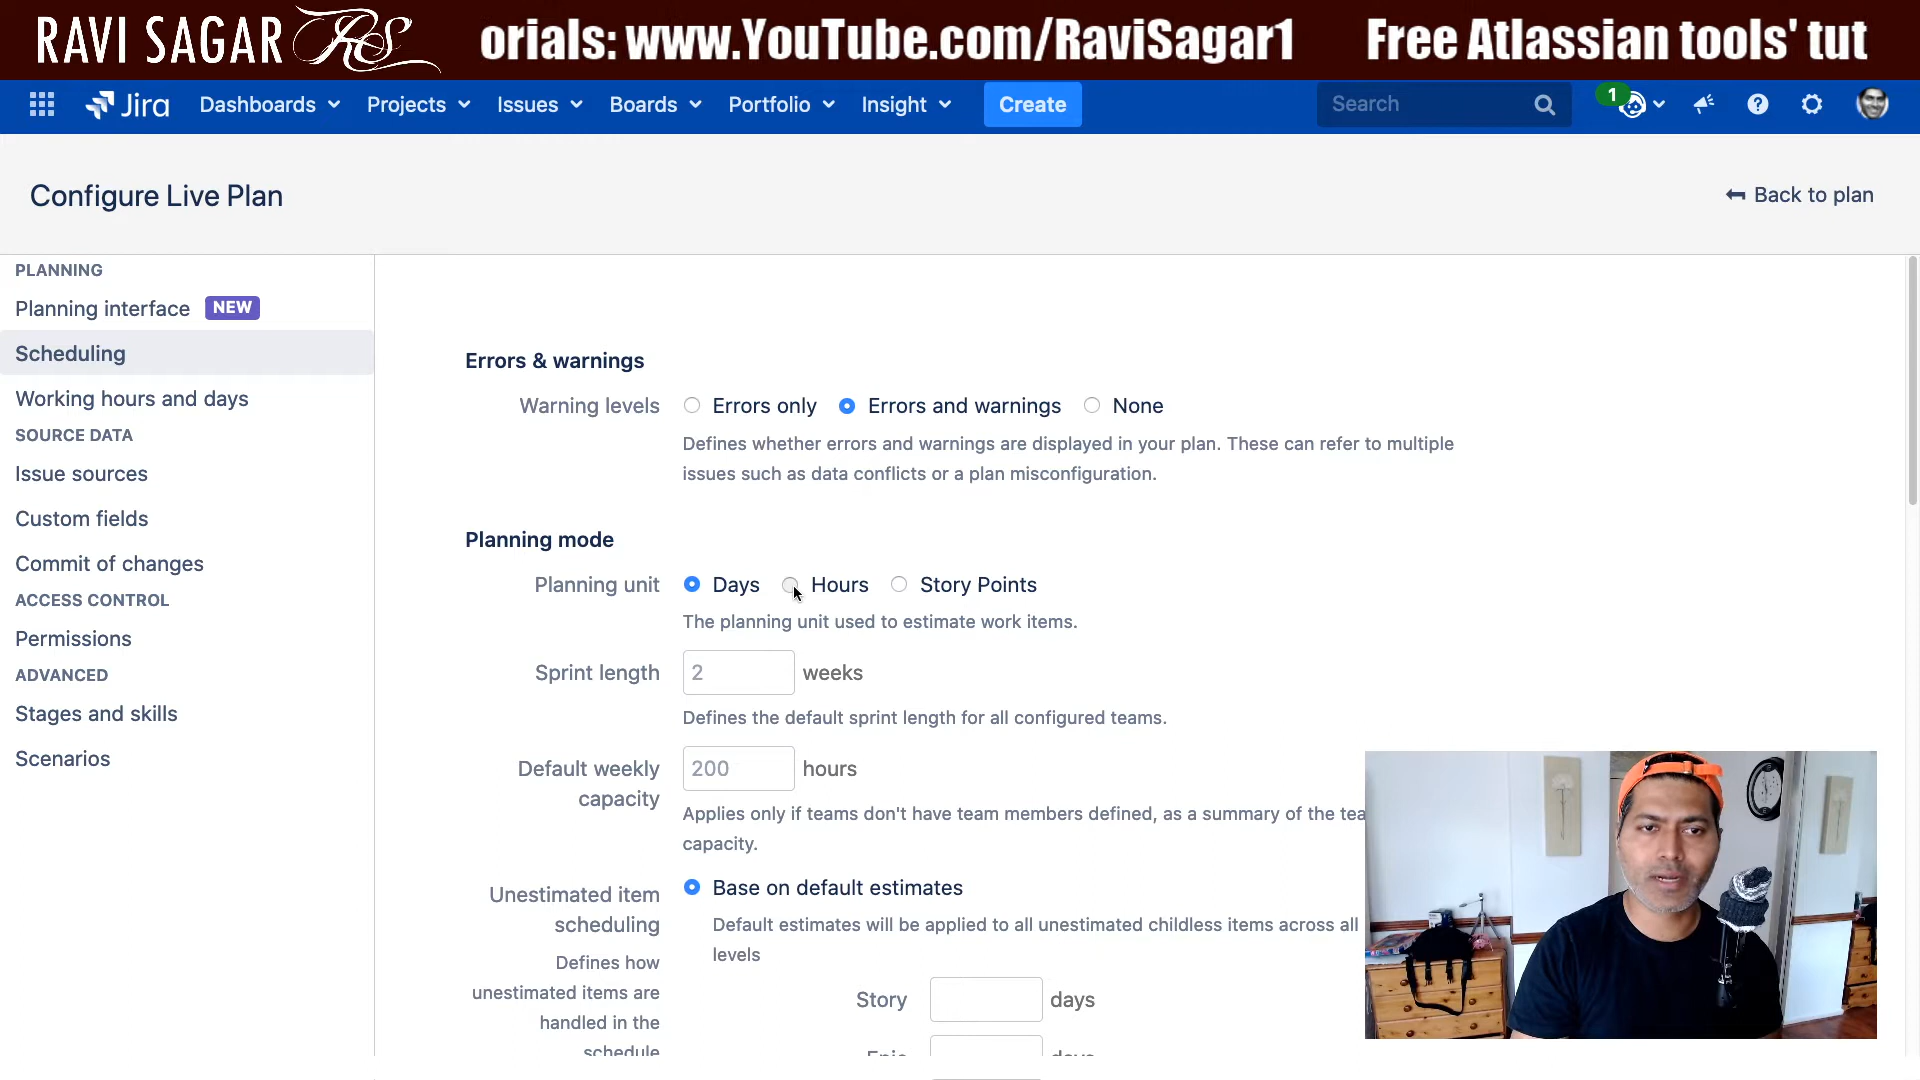 RAVI SAGAR RS
orials: www.YouTube.com/RaviSagar1 Free Atlassian tools' tut
Jira Dashboards Projects Issues Boards Portfolio Insight Create Search 1
Configure Live Plan
Back to plan
PLANNING
Planning interface NEW
Scheduling
Working hours and days
SOURCE DATA
Issue sources
Custom fields
Commit of changes
ACCESS CONTROL
Permissions
ADVANCED
Stages and skills
Scenarios
Errors & warnings
Warning levels Errors only Errors and warnings None
Defines whether errors and warnings are displayed in your plan. These can refer to multiple
issues such as data conflicts or a plan misconfiguration.
Planning mode
Planning unit Days Hours Story Points
The planning unit used to estimate work items.
Sprint length 2 weeks
Defines the default sprint length for all configured teams.
Default weekly capacity 200 hours
Applies only if teams don't have team members defined, as a summary of the tea
capacity.
Unestimated item scheduling
Defines how
unestimated items are
handled in the
schedule
Base on default estimates
Default estimates will be applied to all unestimated childless items across all
levels
Story days
Epic days